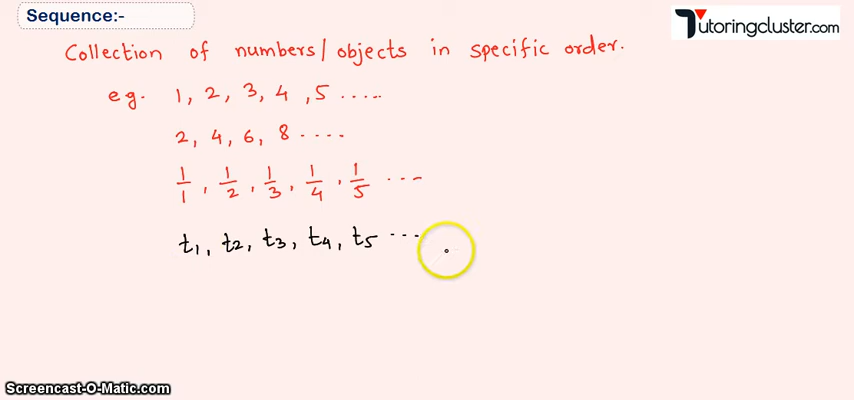 Sequence:-
Tutoringcluster.com
Collection of numbers/objects in specific order.
eg. 1, 2, 3, 4, 5 .....
2, 4, 6, 8 ....
1/1, 1/2, 1/3, 1/4, 1/5 ...
t1, t2, t3, t4, t5 ...
Screencast-O-Matic.com